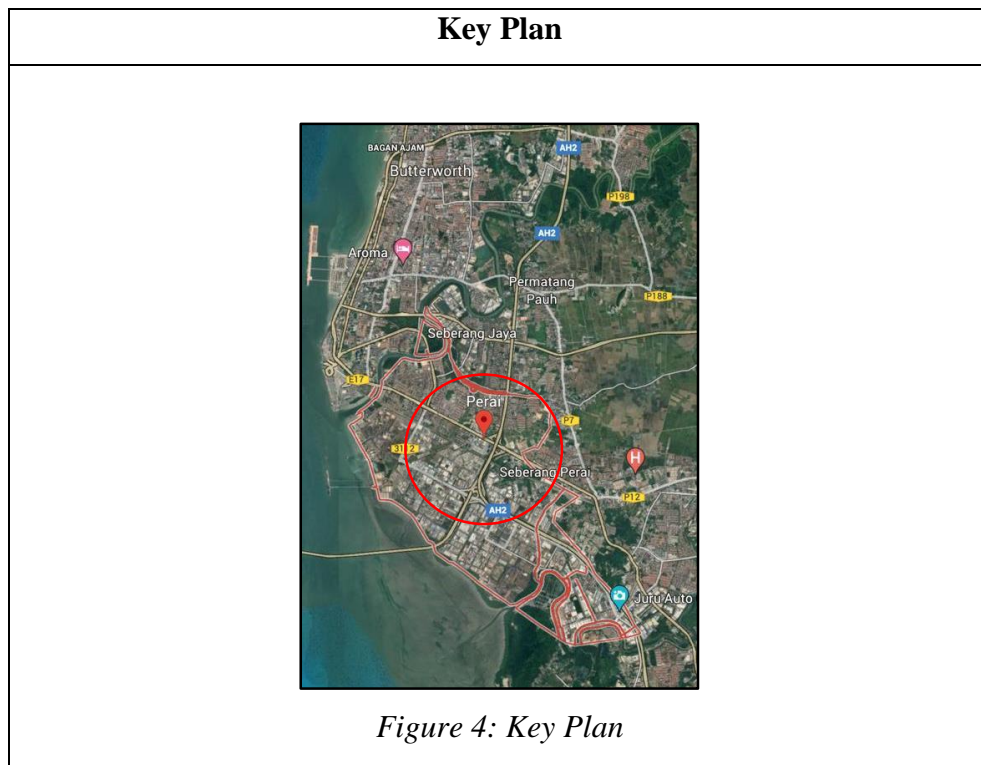 Key Plan
BAGAN AJAM
Butterworth
AH2
P198
AH2
Aroma
Permatang
Pauh
P188
Seberang Jaya
E17
Perai
P7
Seberang Perai
H
P12
AH2
Juru Auto
Figure 4: Key Plan